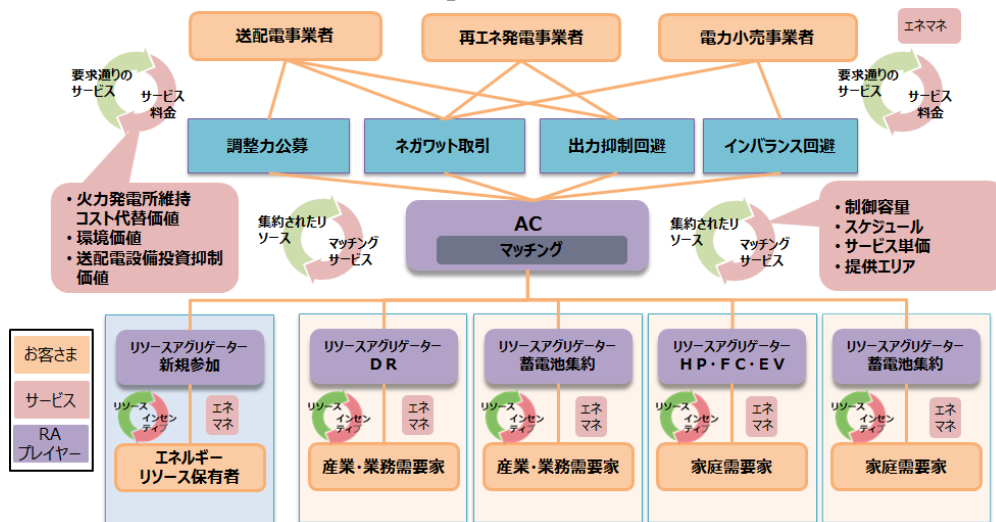 送配電事業者
再エネ発電事業者
電力小売事業者
エネマネ
要求通りの
サービス
サービス
料金
要求通りの
サービス
サービス
料金
調整力公募
ネガワット取引
出力抑制回避
インバランス回避
・火力発電所維持
コスト代替価値
・環境価値
・送配電設備投資抑制
価値
集約されたリ
ソース
マッチング
サービス
AC
マッチング
集約されたリ
ソース
マッチング
サービス
・制御容量
・スケジュール
・サービス単価
・提供エリア
お客さま
サービス
RA
プレイヤー
リソースアグリゲーター
新規参加
リソースアグリゲーター
DR
リソースアグリゲーター
蓄電池集約
リソースアグリゲーター
HP・FC・EV
リソースアグリゲーター
蓄電池集約
リソース
インセン
ティブ
エネ
マネ
リソース
インセン
ティブ
エネ
マネ
リソース
インセン
ティブ
エネ
マネ
リソース
インセン
ティブ
エネ
マネ
リソース
インセン
ティブ
エネ
マネ
エネルギー
リソース保有者
産業・業務需要家
産業・業務需要家
家庭需要家
家庭需要家